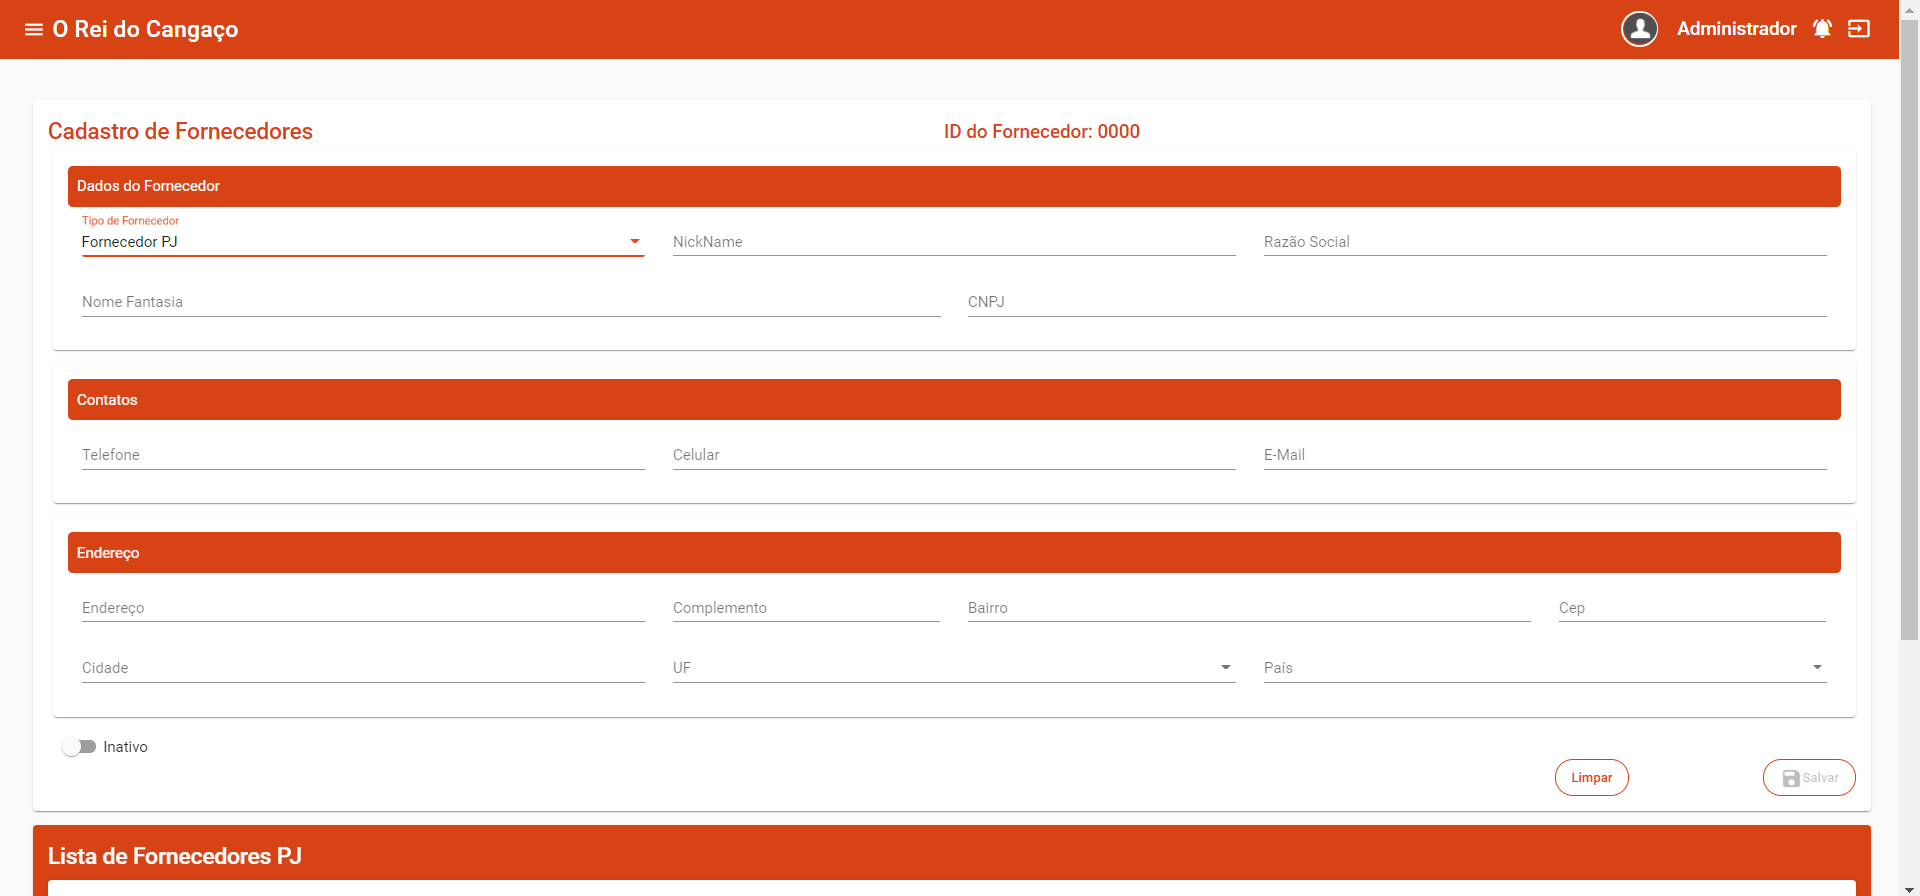 O Rei do Cangaço
Administrador
Cadastro de Fornecedores
ID do Fornecedor: 0000
Dados do Fornecedor
Tipo de Fornecedor
Fornecedor PJ
NickName
Razão Social
Nome Fantasia
CNPJ
Contatos
Telefone
Celular
E-Mail
Endereço
Endereço
Complemento
Bairro
Cep
Cidade
UF
País
Inativo
Limpar
Salvar
Lista de Fornecedores PJ